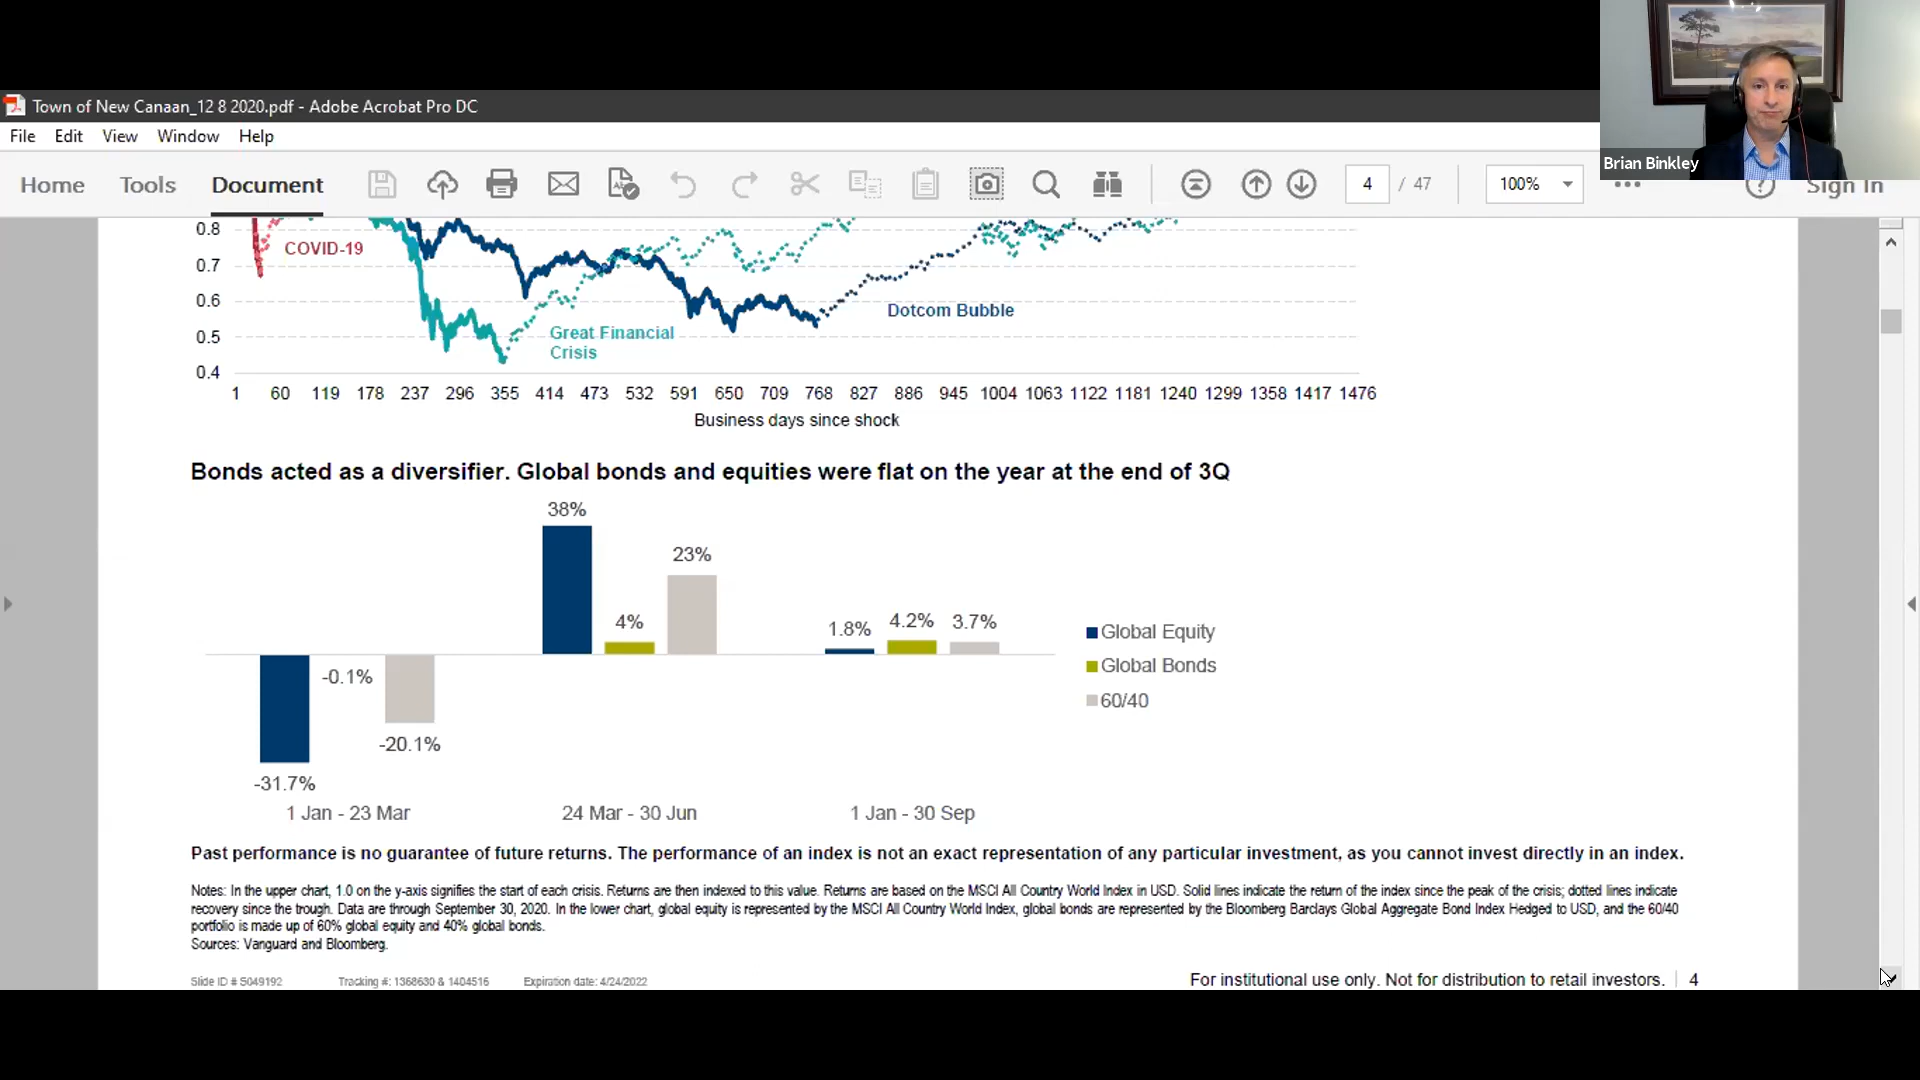 Town of New Canaan_12 8 2020.pdf - Adobe Acrobat Pro DC
File Edit View Window Help
Brian Binkley
Home Tools Document 4 / 47 100% Sign In
0.8
COVID-19
0.7
0.6
Dotcom Bubble
0.5
Great Financial
Crisis
0.4
1 60 119 178 237 296 355 414 473 532 591 650 709 768 827 886 945 1004 1063 1122 1181 1240 1299 1358 1417 1476
Business days since shock
Bonds acted as a diversifier. Global bonds and equities were flat on the year at the end of 3Q
38%
23%
4%
1.8% 4.2% 3.7%
Global Equity
Global Bonds
60/40
-0.1%
-20.1%
-31.7%
1 Jan - 23 Mar 24 Mar - 30 Jun 1 Jan - 30 Sep
Past performance is no guarantee of future returns. The performance of an index is not an exact representation of any particular investment, as you cannot invest directly in an index.
Notes: In the upper chart, 1.0 on the y-axis signifies the start of each crisis. Returns are then indexed to this value. Returns are based on the MSCI All Country World Index in USD. Solid lines indicate the return of the index since the peak of the crisis; dotted lines indicate
recovery since the trough. Data are through September 30, 2020. In the lower chart, global equity is represented by the MSCI All Country World Index, global bonds are represented by the Bloomberg Barclays Global Aggregate Bond Index Hedged to USD, and the 60/40
portfolio is made up of 60% global equity and 40% global bonds.
Sources: Vanguard and Bloomberg.
Slide ID # S049192 Tracking #: 1368630 & 1404516 Expiration date: 4/24/2022
For institutional use only. Not for distribution to retail investors. 4